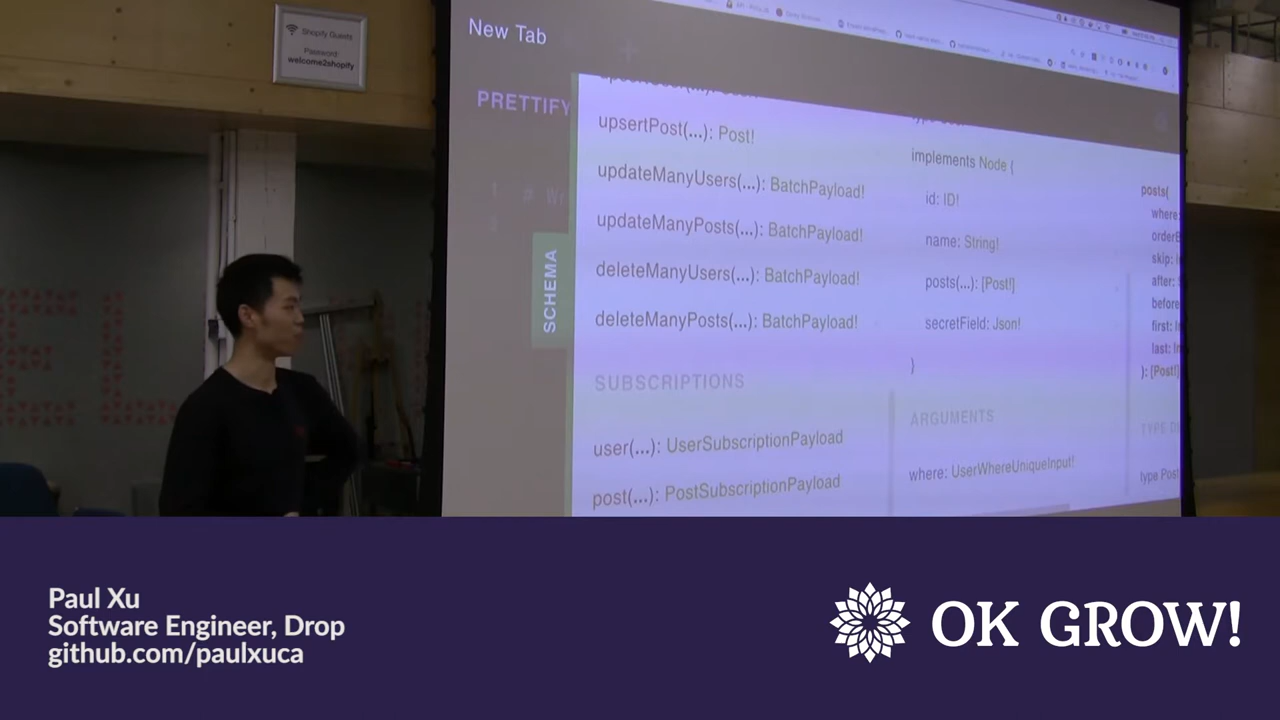 Shopify Guests
Password:
welcome2shopify
New Tab
PRETTIFY
SCHEMA
upsertPost(...): Post!
updateManyUsers(...): BatchPayload!
updateManyPosts(...): BatchPayload!
deleteManyUsers(...): BatchPayload!
deleteManyPosts(...): BatchPayload!
SUBSCRIPTIONS
user(...): UserSubscriptionPayload
post(...): PostSubscriptionPayload
implements Node {
id: ID!
name: String!
posts(...): [Post!]
secretField: Json!
}
ARGUMENTS
where: UserWhereUniqueInput!
posts(
where:
skip:
after:
before
first:
last:
): [Post!]
type Post
Paul Xu
Software Engineer, Drop
github.com/paulxuca
OK GROW!